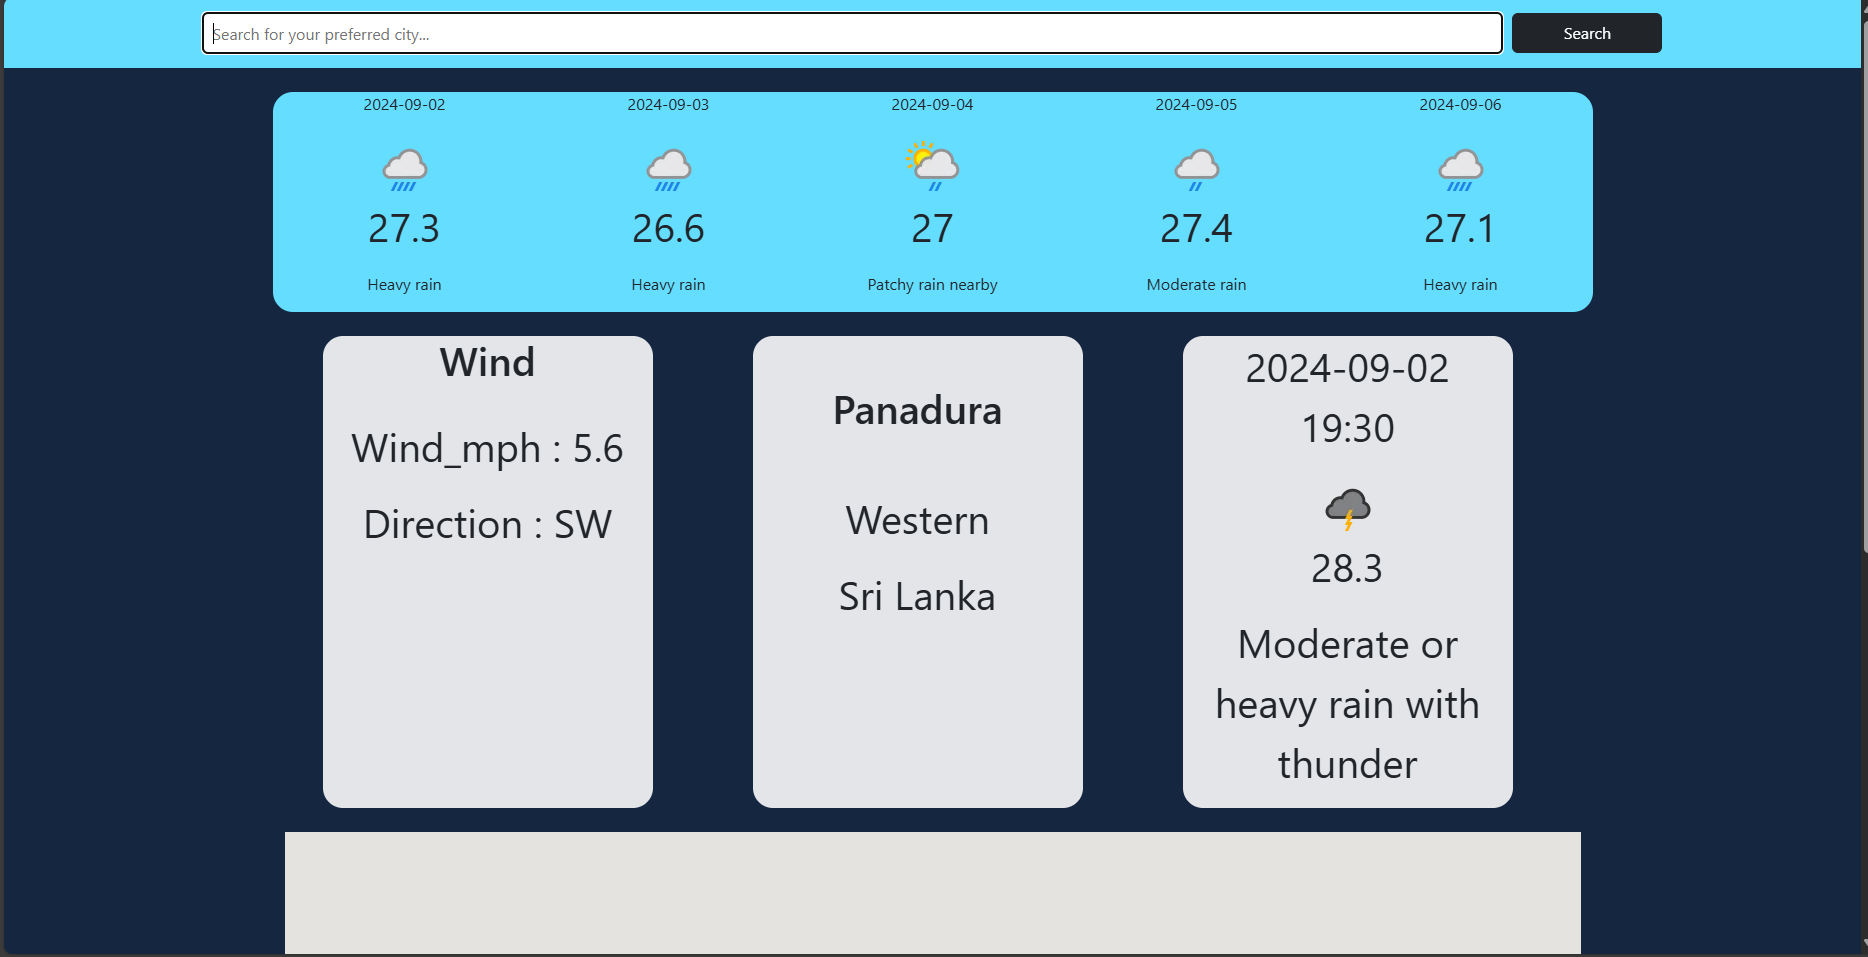 Search for your preferred city...
Search
2024-09-02
2024-09-03
2024-09-04
2024-09-05
2024-09-06
27.3
26.6
27
27.4
27.1
Heavy rain
Heavy rain
Patchy rain nearby
Moderate rain
Heavy rain
Wind
Wind_mph : 5.6
Direction : SW
Panadura
Western
Sri Lanka
2024-09-02
19:30
28.3
Moderate or
heavy rain with
thunder